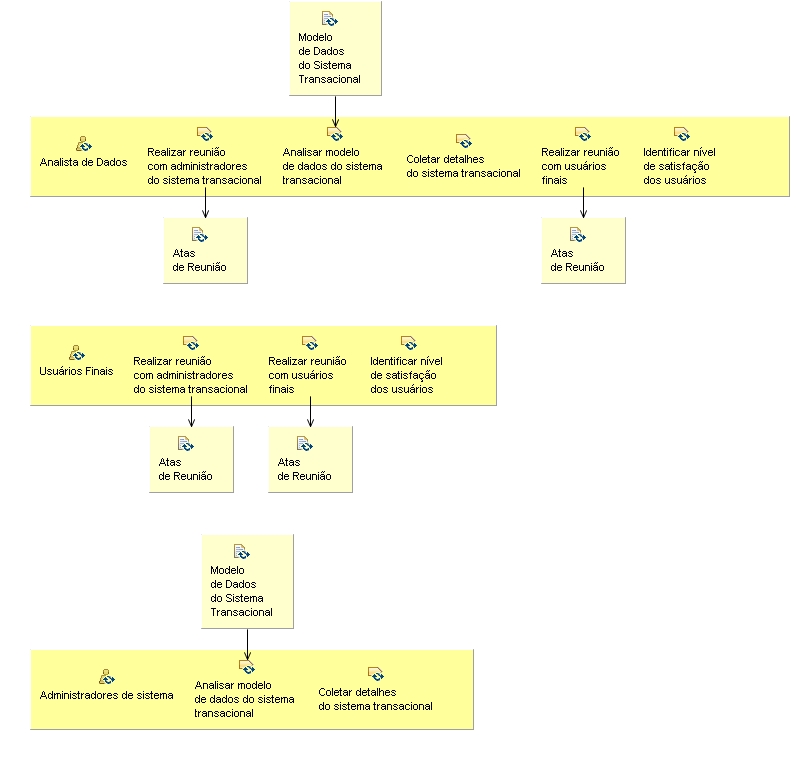 Modelo
de Dados
do Sistema
Transacional
Analista de Dados
Realizar reunião
com administradores
do sistema transacional
Analisar modelo
de dados do sistema
transacional
Coletar detalhes
do sistema transacional
Realizar reunião
com usuários
finais
Identificar nível
de satisfação
dos usuários
Atas
de Reunião
Atas
de Reunião
Usuários Finais
Realizar reunião
com administradores
do sistema transacional
Realizar reunião
com usuários
finais
Identificar nível
de satisfação
dos usuários
Atas
de Reunião
Atas
de Reunião
Modelo
de Dados
do Sistema
Transacional
Administradores de sistema
Analisar modelo
de dados do sistema
transacional
Coletar detalhes
do sistema transacional